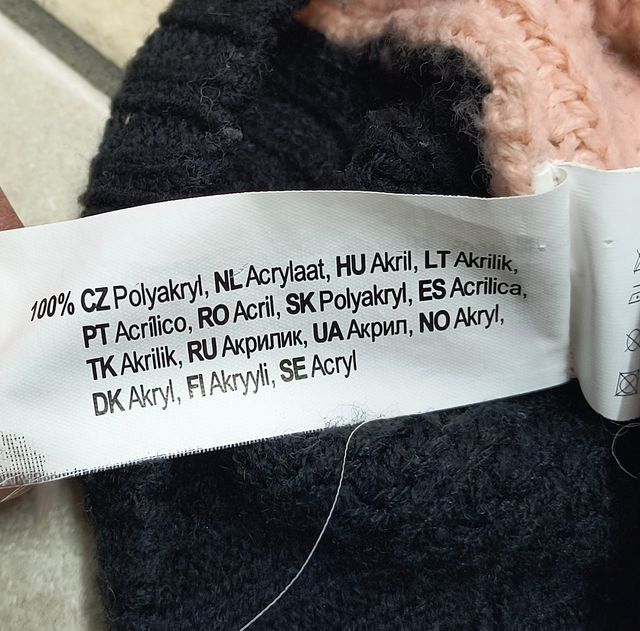 100% CZ Polyakryl, NL Acrylaat, HU Akril, LT Akrilik,
PT Acrílico, RO Acril, SK Polyakryl, ES Acrilica,
TK Akrilik, RU Акрилик, UA Акрил, NO Akryl,
DK Akryl, FI Akryyli, SE Acryl